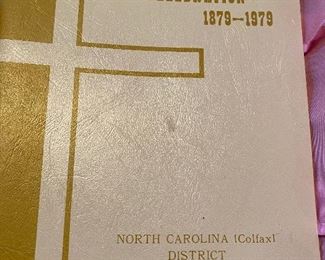 1879—1979
NORTH CAROLINA (Colfax)
DISTRICT